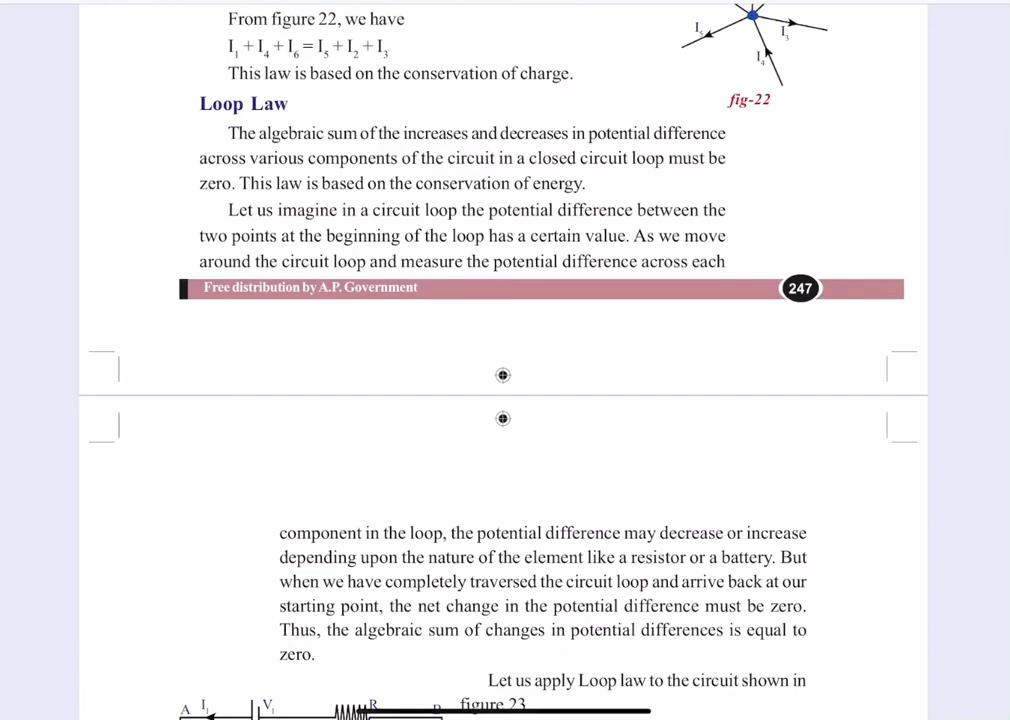 From figure 22, we have
I₁ + I₄ + I₆ = I₅ + I₂ + I₃
This law is based on the conservation of charge.
I₅
I₃
I₄
fig-22
Loop Law
The algebraic sum of the increases and decreases in potential difference
across various components of the circuit in a closed circuit loop must be
zero. This law is based on the conservation of energy.
Let us imagine in a circuit loop the potential difference between the
two points at the beginning of the loop has a certain value. As we move
around the circuit loop and measure the potential difference across each
Free distribution by A.P. Government
247
component in the loop, the potential difference may decrease or increase
depending upon the nature of the element like a resistor or a battery. But
when we have completely traversed the circuit loop and arrive back at our
starting point, the net change in the potential difference must be zero.
Thus, the algebraic sum of changes in potential differences is equal to
zero.
Let us apply Loop law to the circuit shown in
figure 23
A I₁ V₁ R